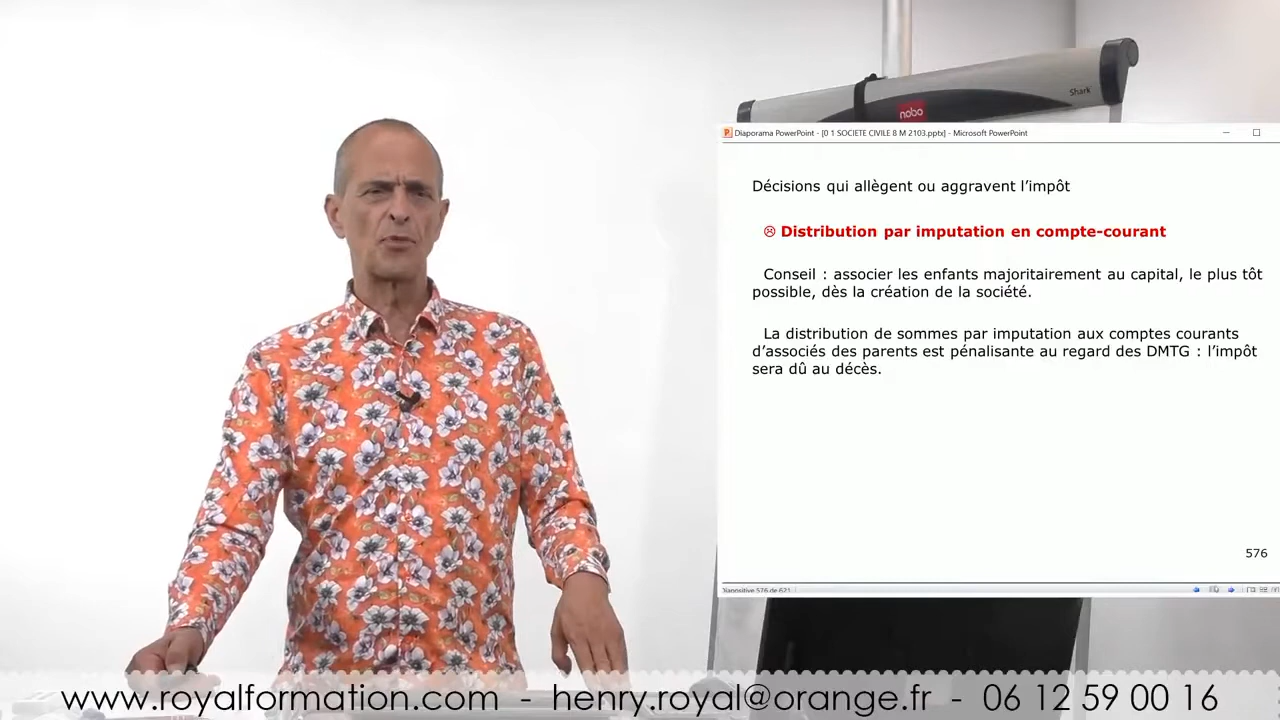 Shark
nobo
Diaporama PowerPoint - [0 1 SOCIETE CIVILE 8 M 2103.pptx] - Microsoft PowerPoint
Décisions qui allègent ou aggravent l'impôt
☹ Distribution par imputation en compte-courant
Conseil : associer les enfants majoritairement au capital, le plus tôt
possible, dès la création de la société.
La distribution de sommes par imputation aux comptes courants
d'associés des parents est pénalisante au regard des DMTG : l'impôt
sera dû au décès.
576
Diapositive 576 de 621
www.royalformation.com - henry.royal@orange.fr - 06 12 59 00 16